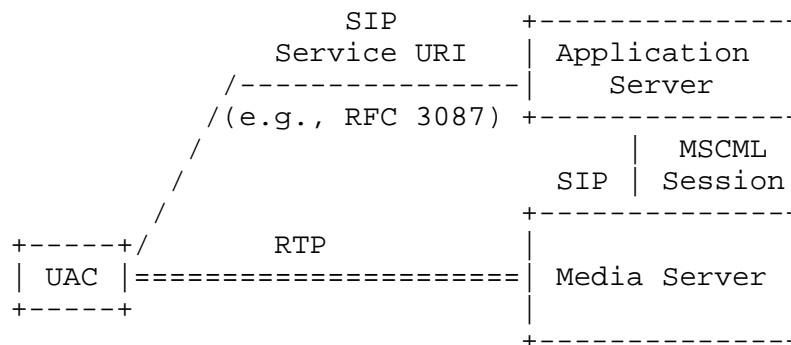 SIP         +---------------
               Service URI     | Application
            /------------------|    Server
           /(e.g., RFC 3087)   +---------------
          /                          |  MSCML
         /                       SIP | Session
        /                      +---------------
+-----+/        RTP            |
| UAC |========================| Media Server
+-----+                        |
                               +---------------